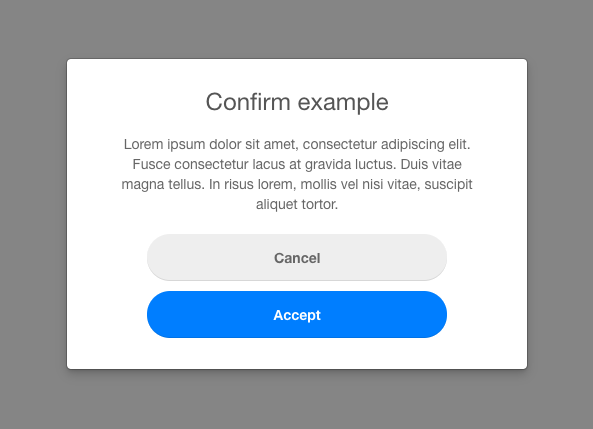 Confirm example
Lorem ipsum dolor sit amet, consectetur adipiscing elit.
Fusce consectetur lacus at gravida luctus. Duis vitae
magna tellus. In risus lorem, mollis vel nisi vitae, suscipit
aliquet tortor.
Cancel
Accept